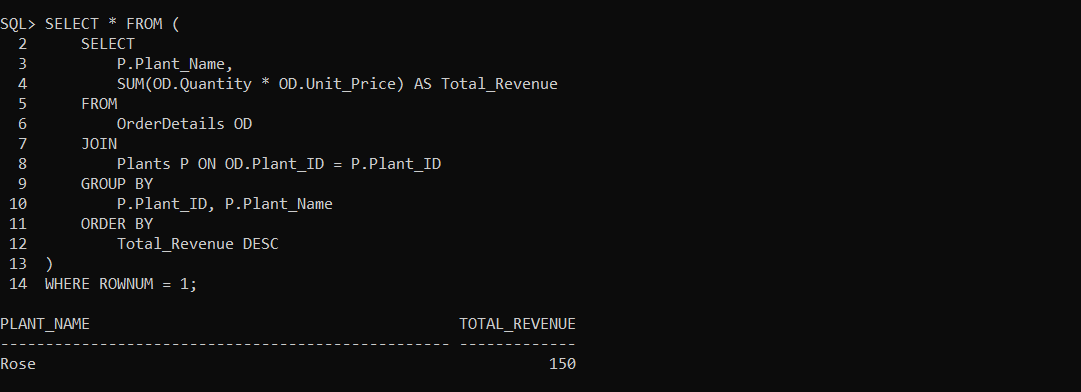 SQL> SELECT * FROM (
  2      SELECT
  3          P.Plant_Name,
  4          SUM(OD.Quantity * OD.Unit_Price) AS Total_Revenue
  5      FROM
  6          OrderDetails OD
  7      JOIN
  8          Plants P ON OD.Plant_ID = P.Plant_ID
  9      GROUP BY
 10          P.Plant_ID, P.Plant_Name
 11      ORDER BY
 12          Total_Revenue DESC
 13  )
 14  WHERE ROWNUM = 1;
PLANT_NAME                                         TOTAL_REVENUE
-------------------------------------------------- -------------
Rose                                                         150